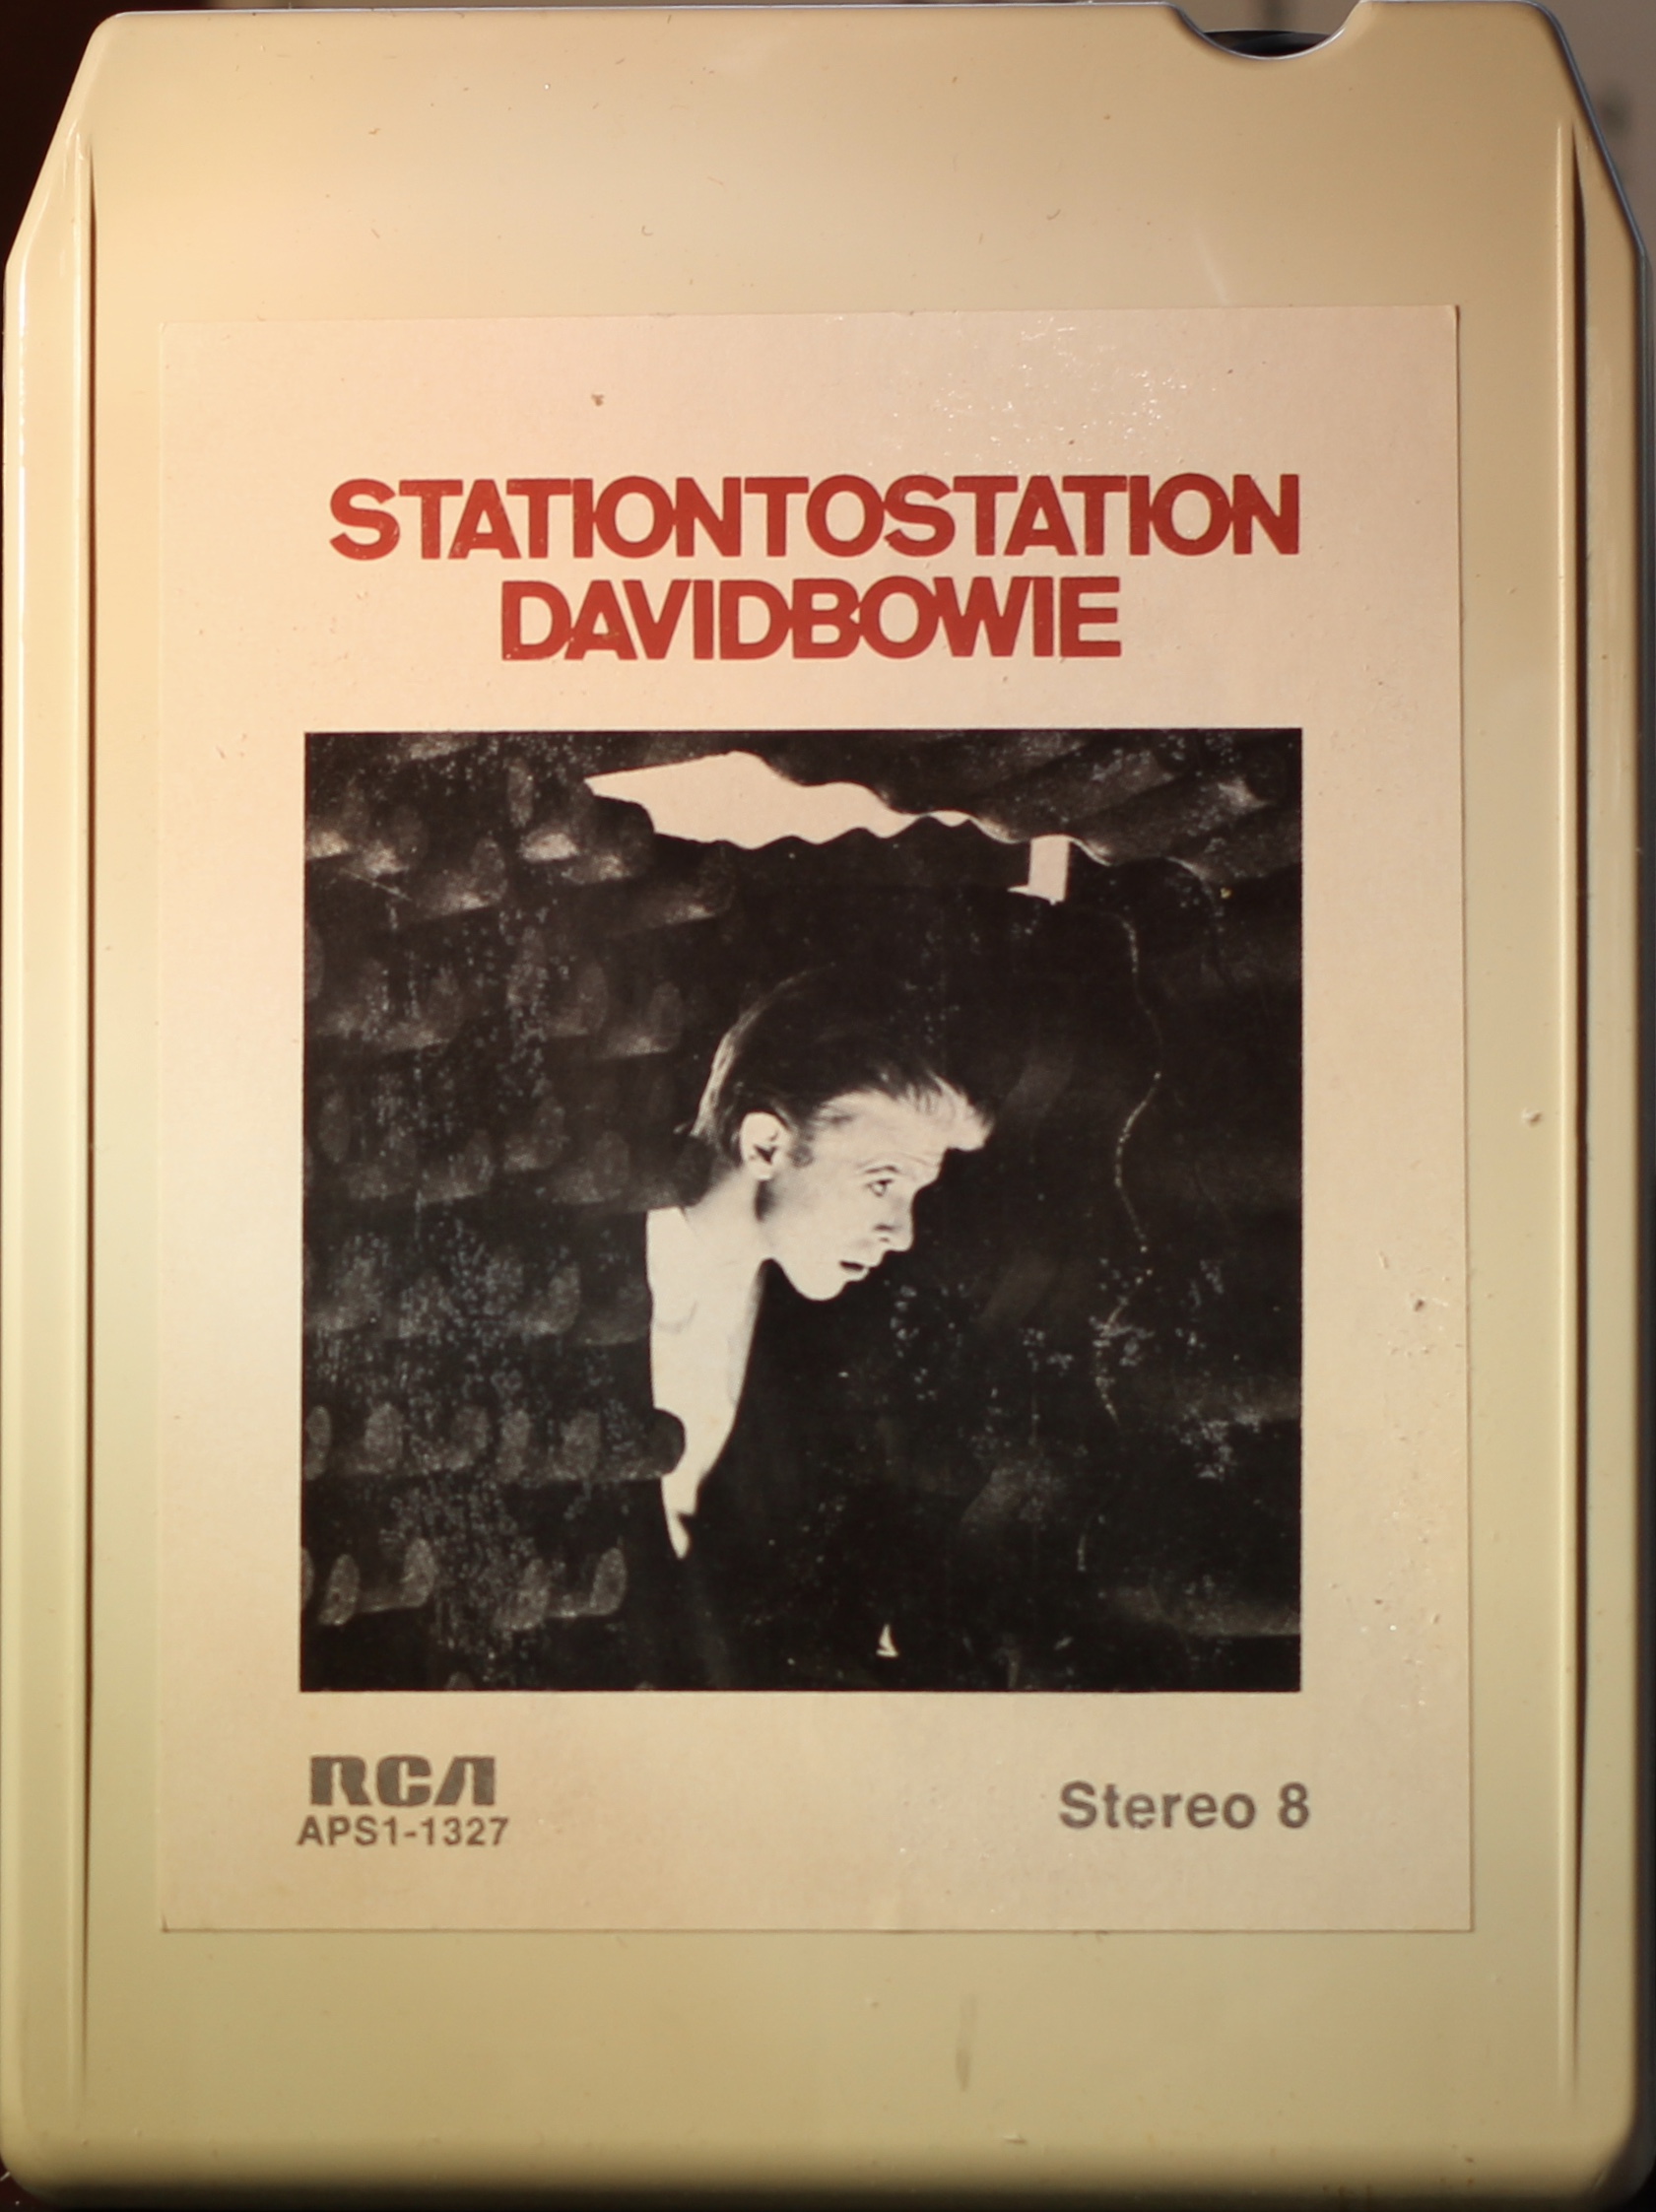 STATIONTOSTATION
DAVIDBOWIE
RCA
APS1-1327
Stereo 8